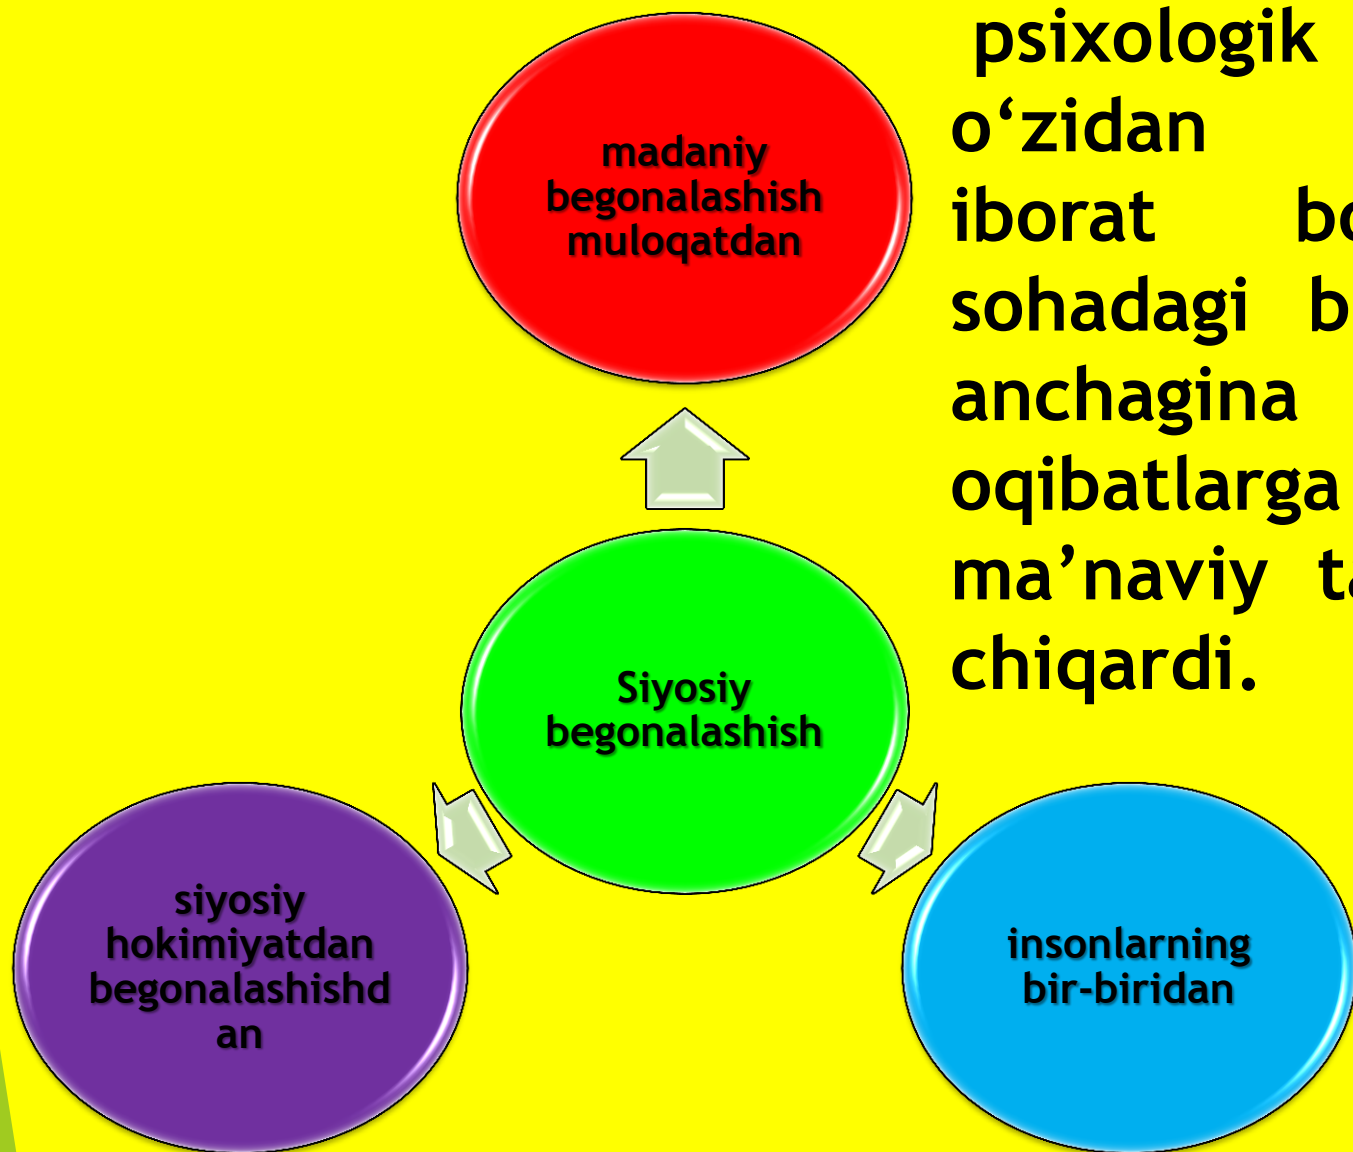 madaniy
begonalashish
muloqatdan
psixologik
o‘zidan
iborat
sohadagi
anchagina
oqibatlarga
ma’naviy
chiqardi.
Siyosiy
begonalashish
siyosiy
hokimiyatdan
begonalashishd
an
insonlarning
bir-biridan